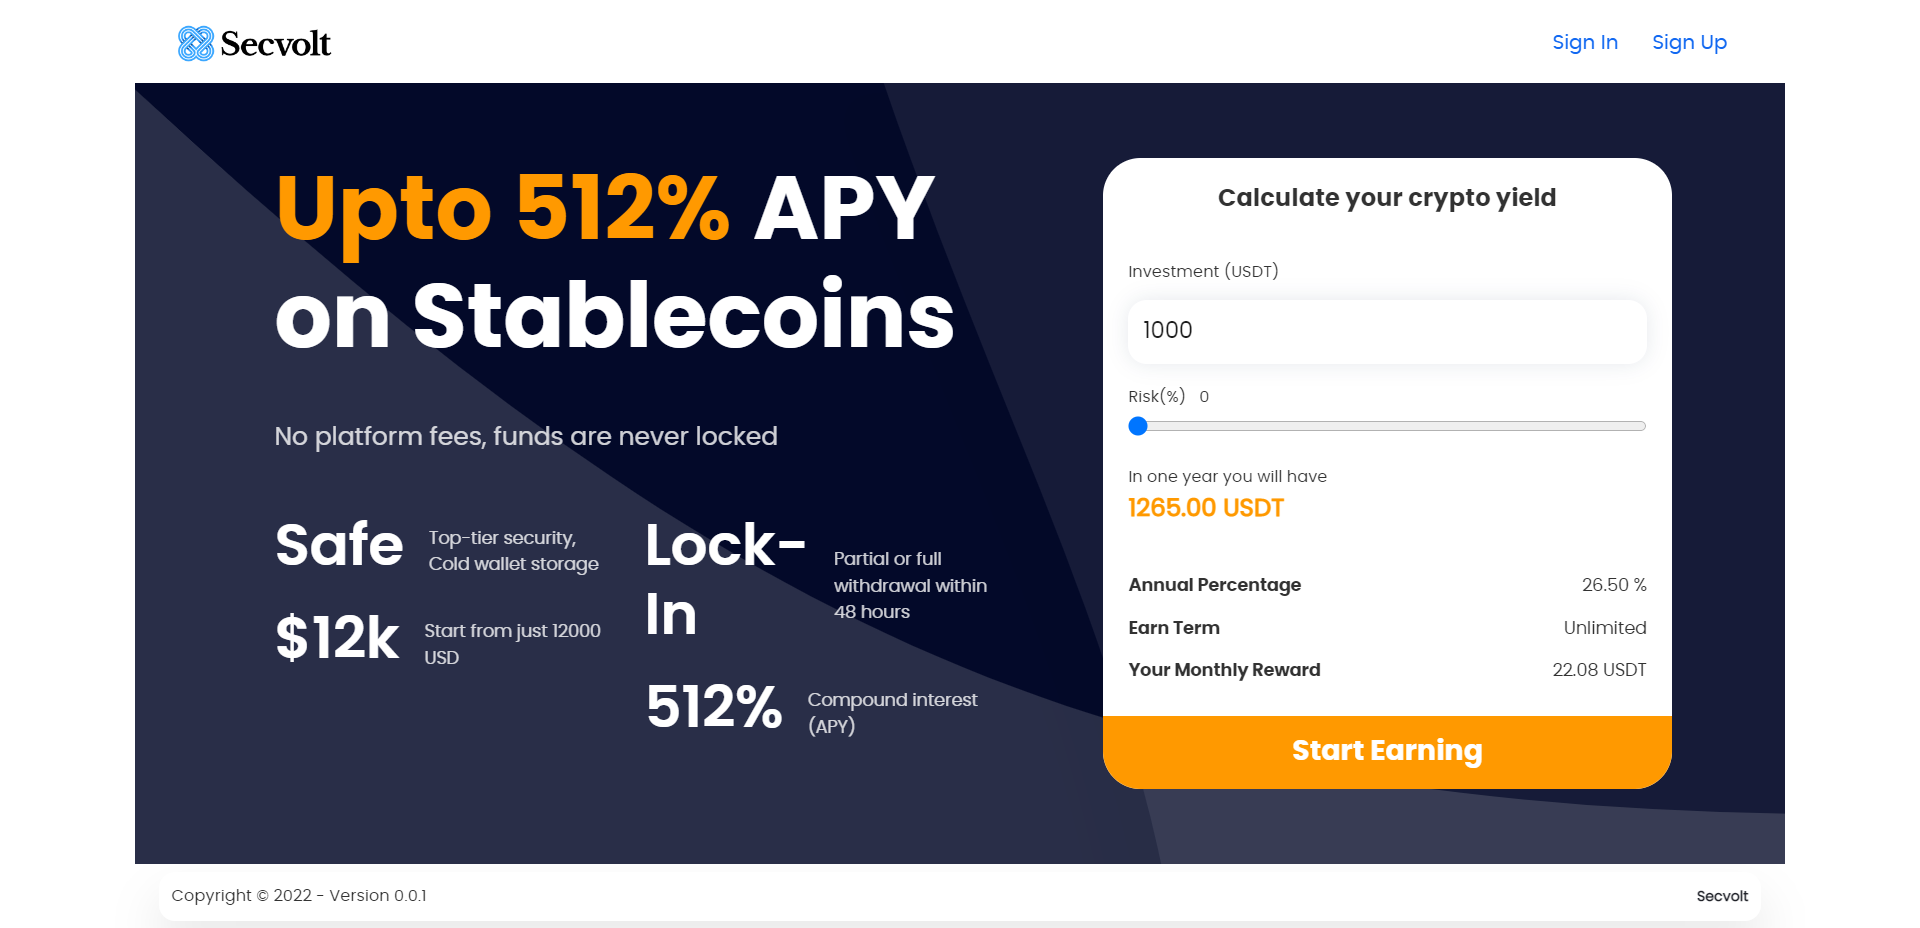 Secvolt
Sign In
Sign Up
Upto 512% APY
on Stablecoins
No platform fees, funds are never locked
Safe
Top-tier security,
Cold wallet storage
$12k
Start from just 12000
USD
Lock-
In
Partial or full
withdrawal within
48 hours
512%
Compound interest
(APY)
Calculate your crypto yield
Investment (USDT)
1000
Risk(%) 0
In one year you will have
1265.00 USDT
Annual Percentage 26.50 %
Earn Term Unlimited
Your Monthly Reward 22.08 USDT
Start Earning
Copyright © 2022 - Version 0.0.1
Secvolt